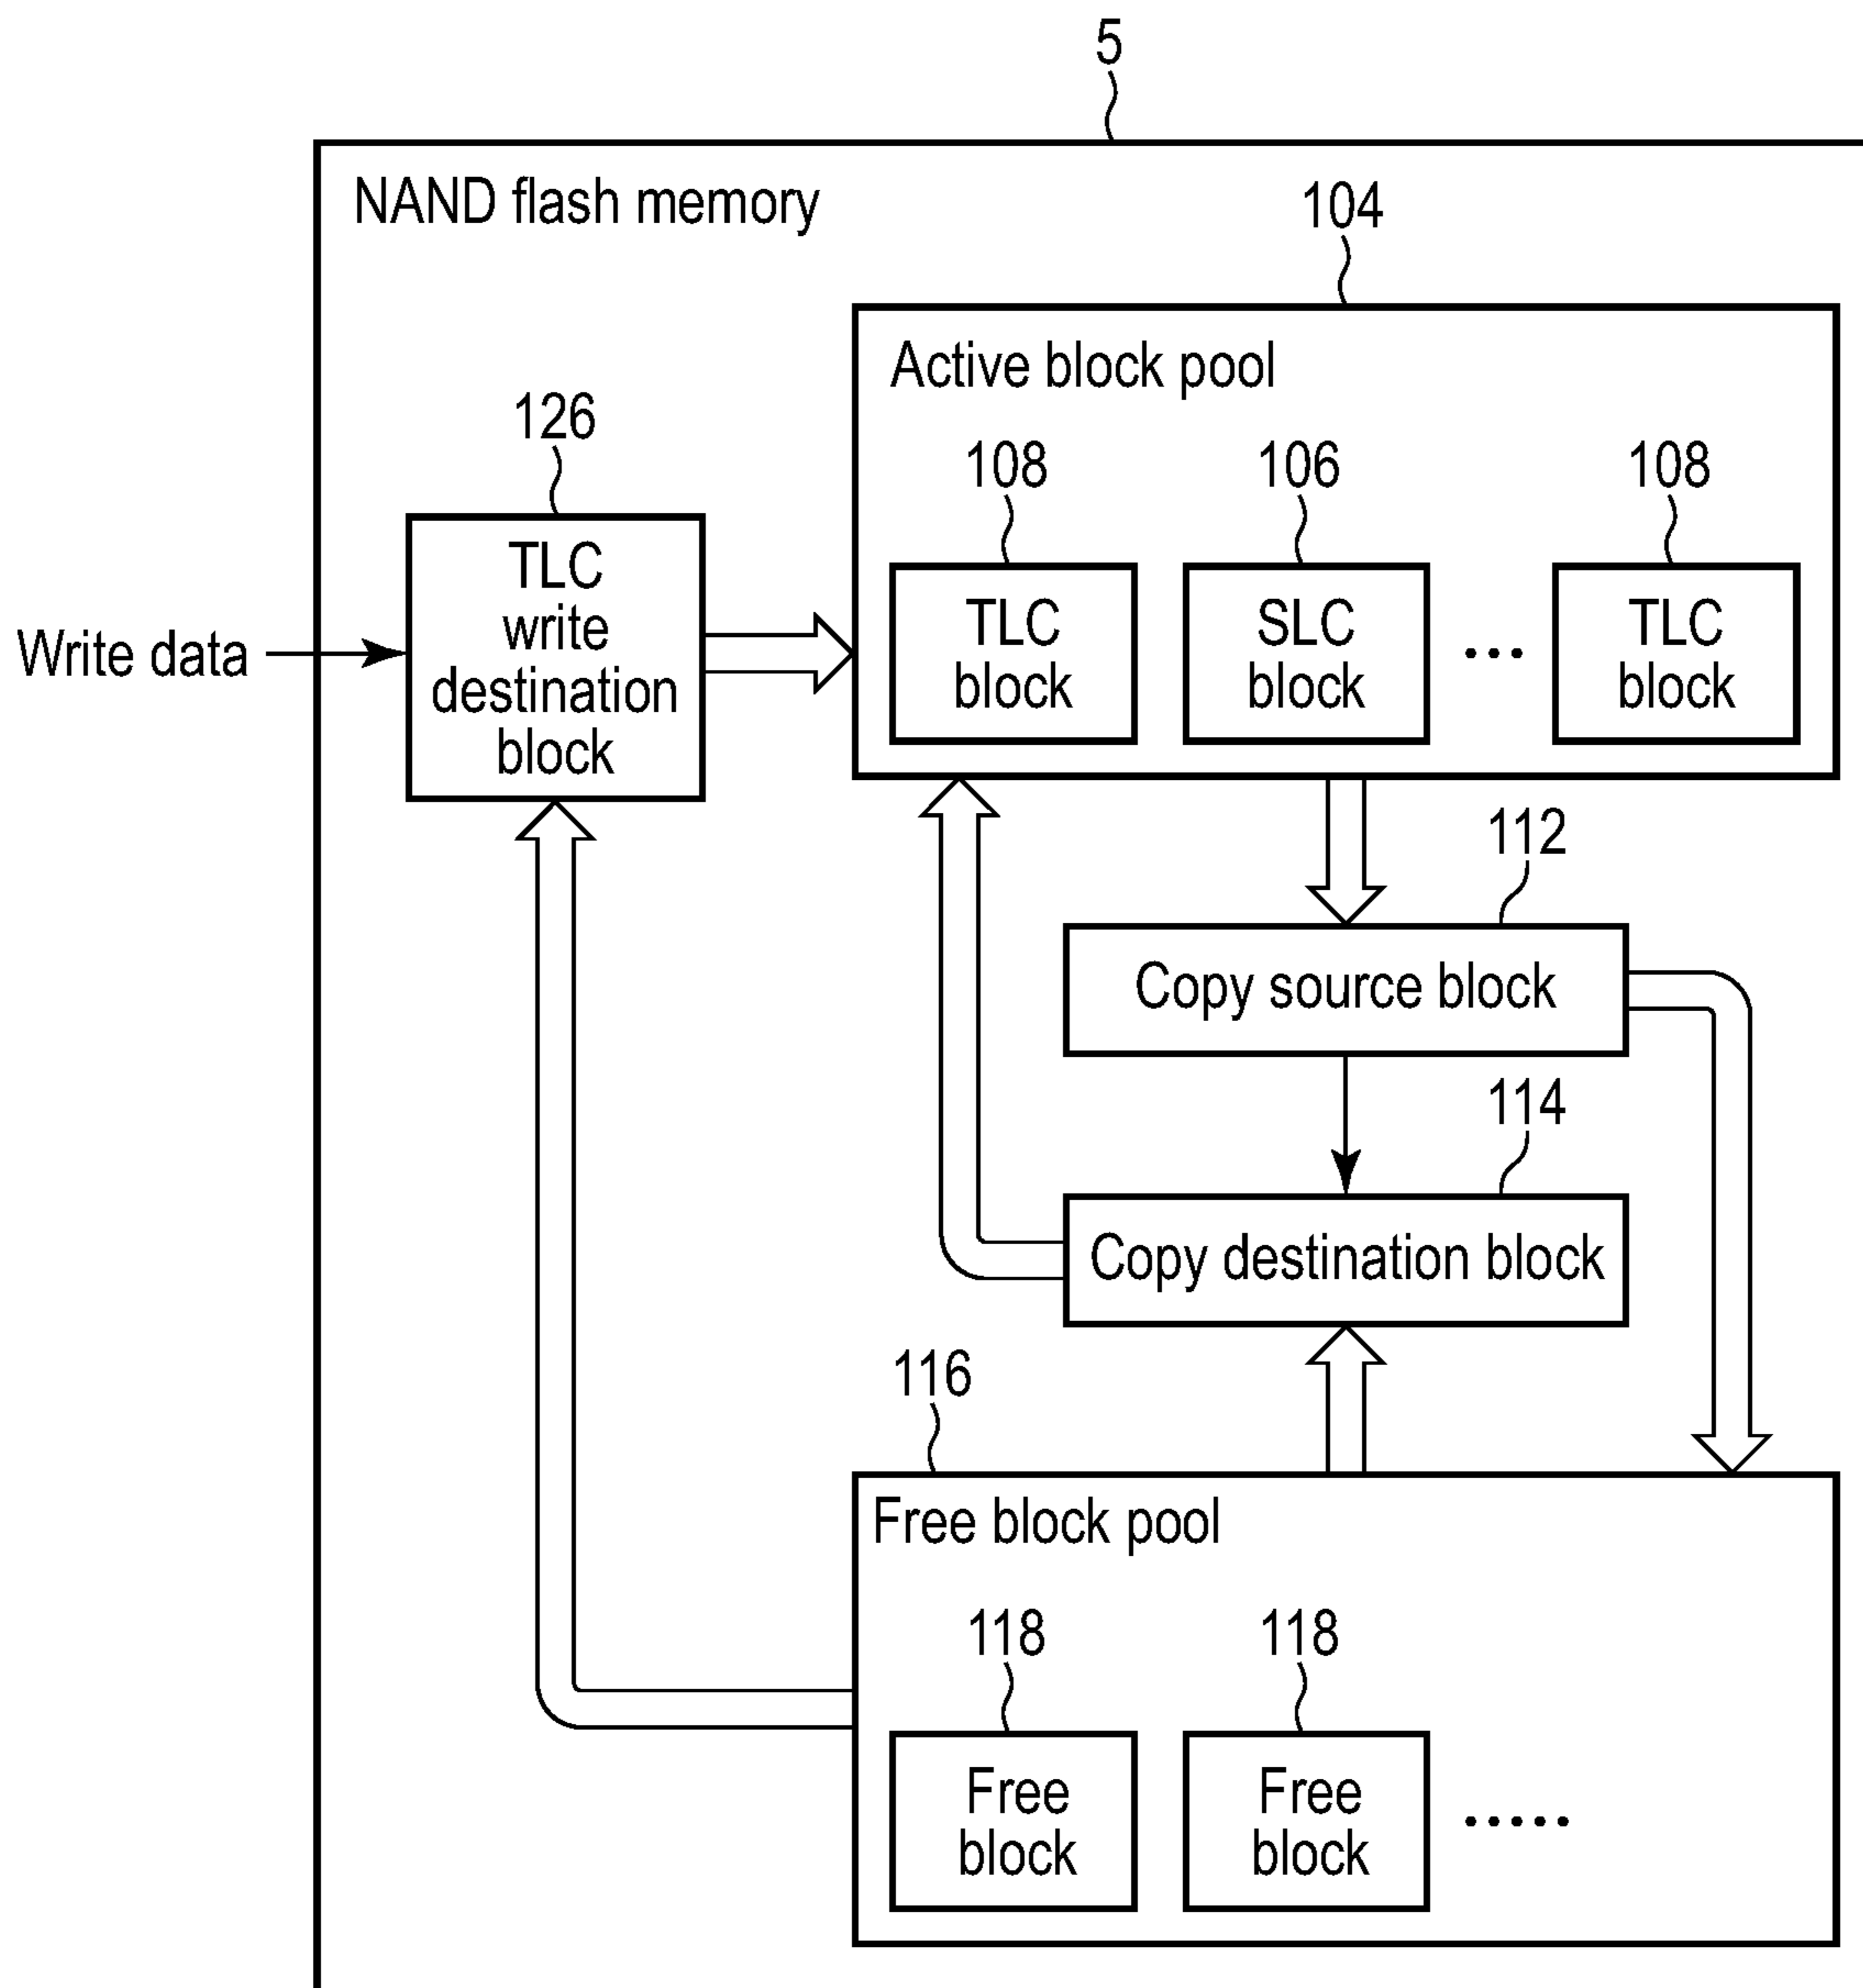 5
NAND flash memory
104
Active block pool
126
108
106
108
TLC
write
destination
block
TLC
block
SLC
block
...
TLC
block
Write data
112
Copy source block
114
Copy destination block
116
Free block pool
118
118
Free
block
Free
block
.....